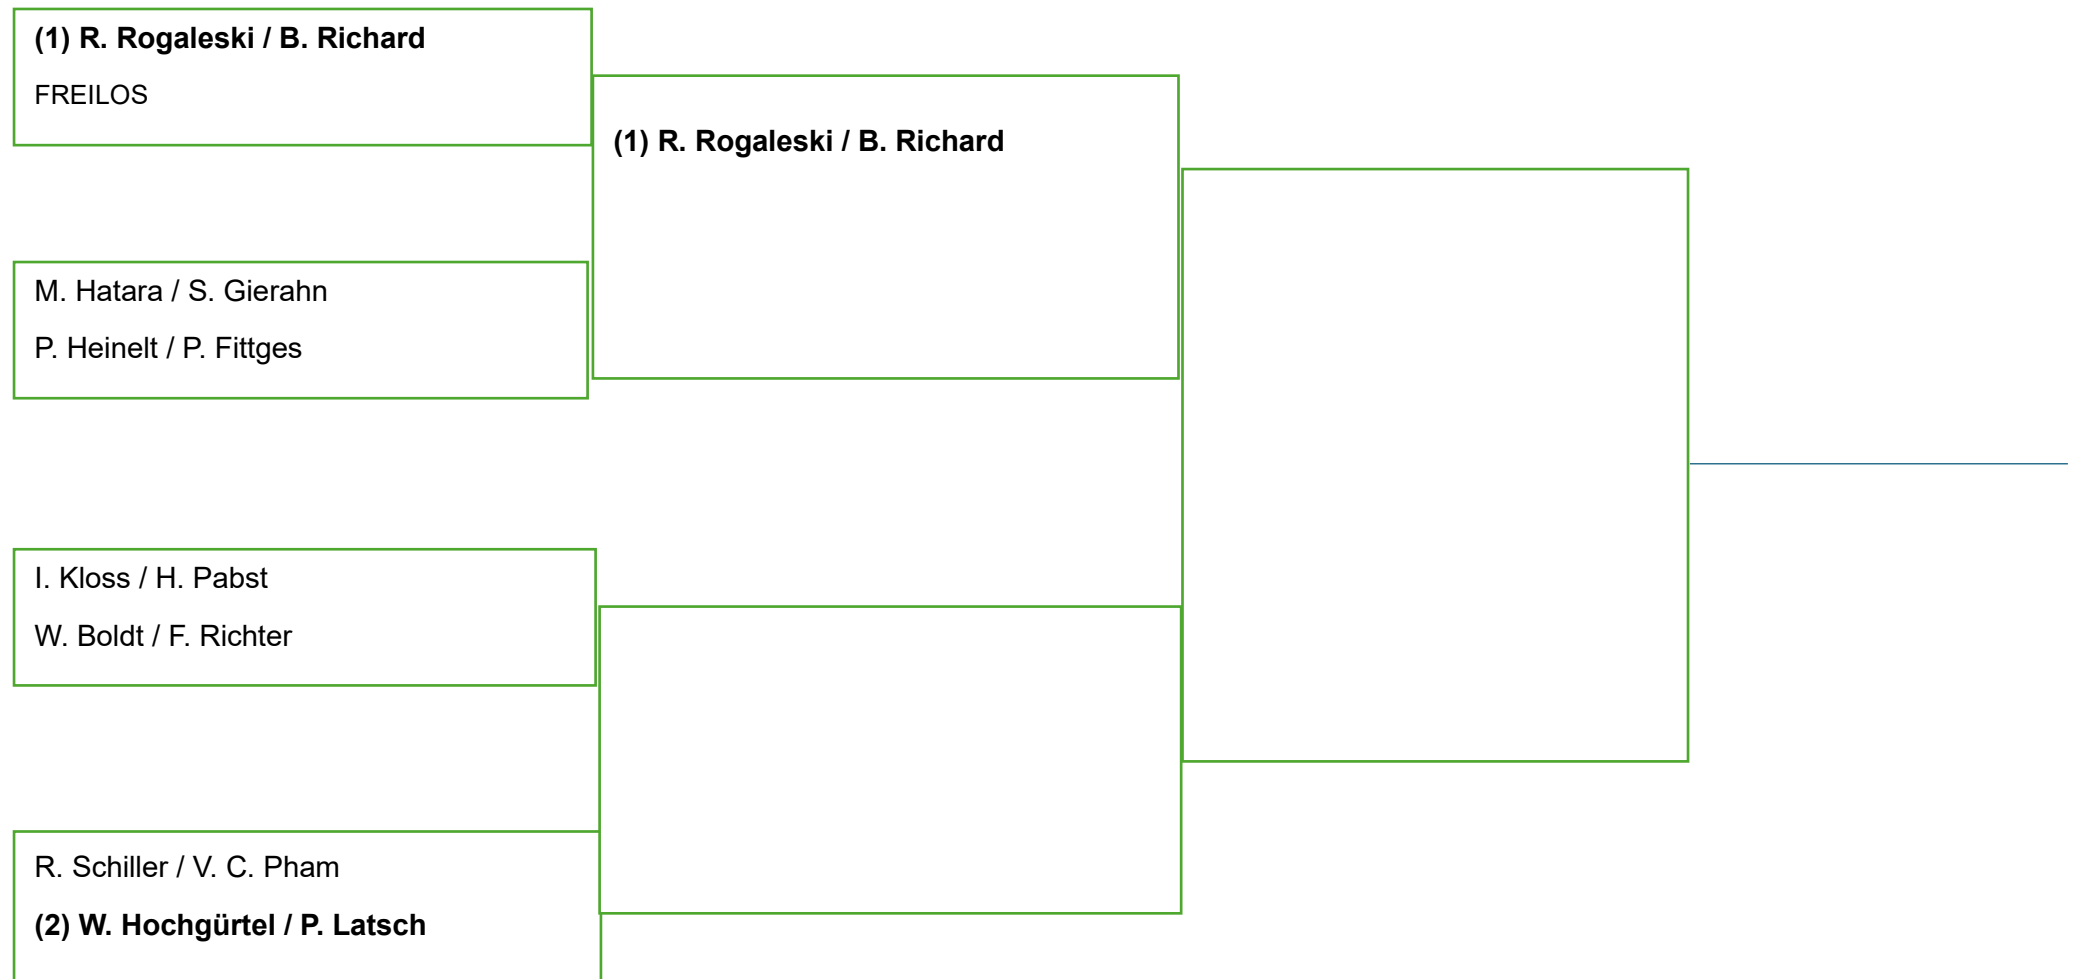 (1) R. Rogaleski / B. Richard
FREILOS
(1) R. Rogaleski / B. Richard
M. Hatara / S. Gierahn
P. Heinelt / P. Fittges
I. Kloss / H. Pabst
W. Boldt / F. Richter
R. Schiller / V. C. Pham
(2) W. Hochgürtel / P. Latsch